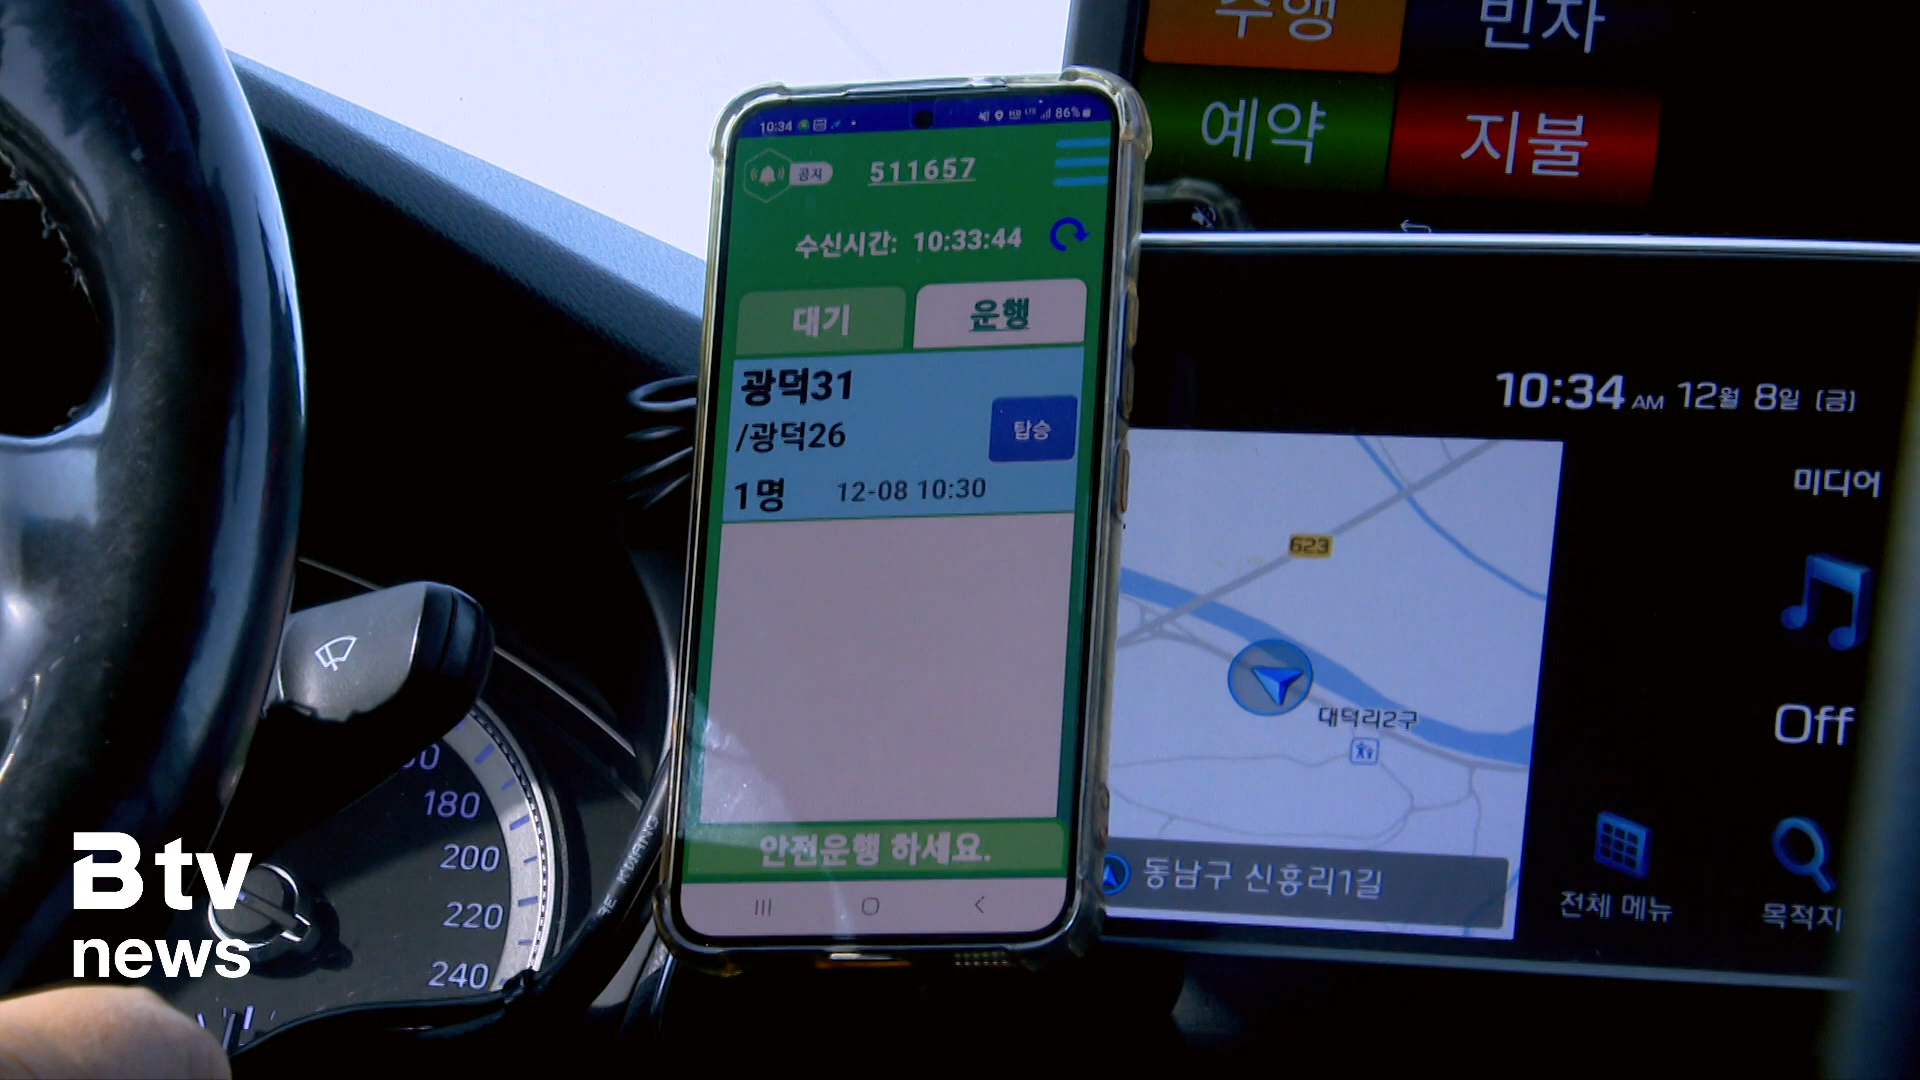 주행
빈차
예약
지불
10:34
86%
공지
511657
수신시간: 10:33:44
대기
운행
광덕31
/광덕26
탑승
1명
12-08 10:30
안전운행 하세요.
10:34 AM 12월 8일 (금)
미디어
623
대덕리2구
Off
동남구 신흥리1길
전체 메뉴
목적지
180
200
220
240
B tv
news